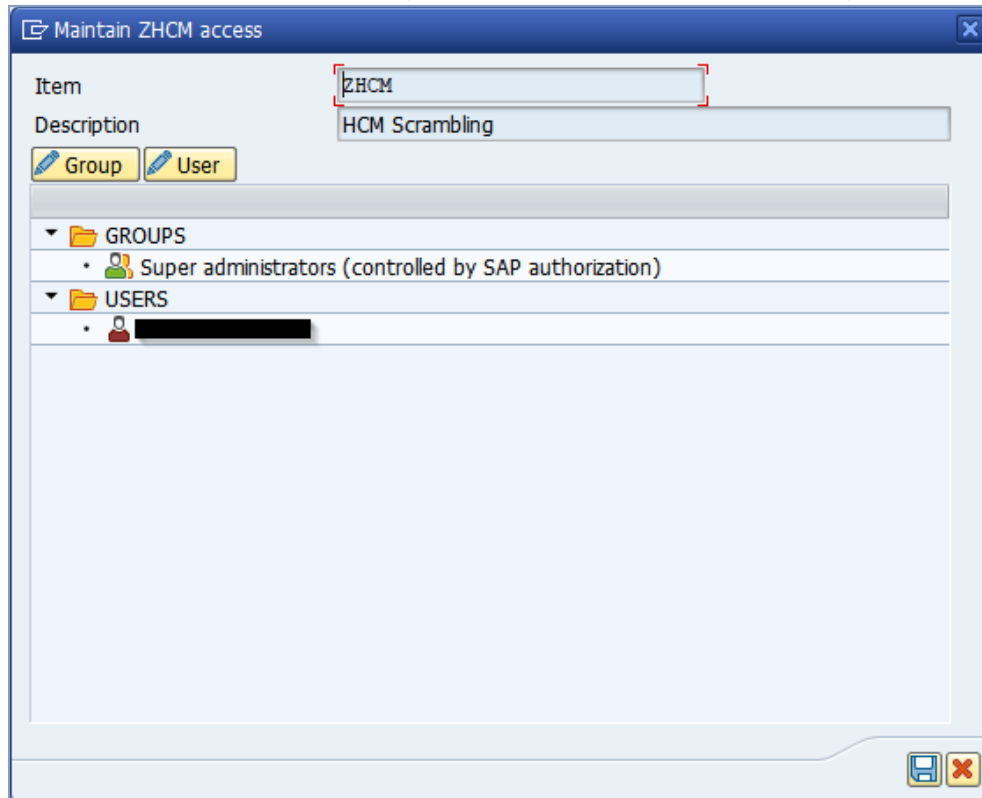 Maintain ZHCM access
Item ZHCM
Description HCM Scrambling
Group User
GROUPS
Super administrators (controlled by SAP authorization)
USERS